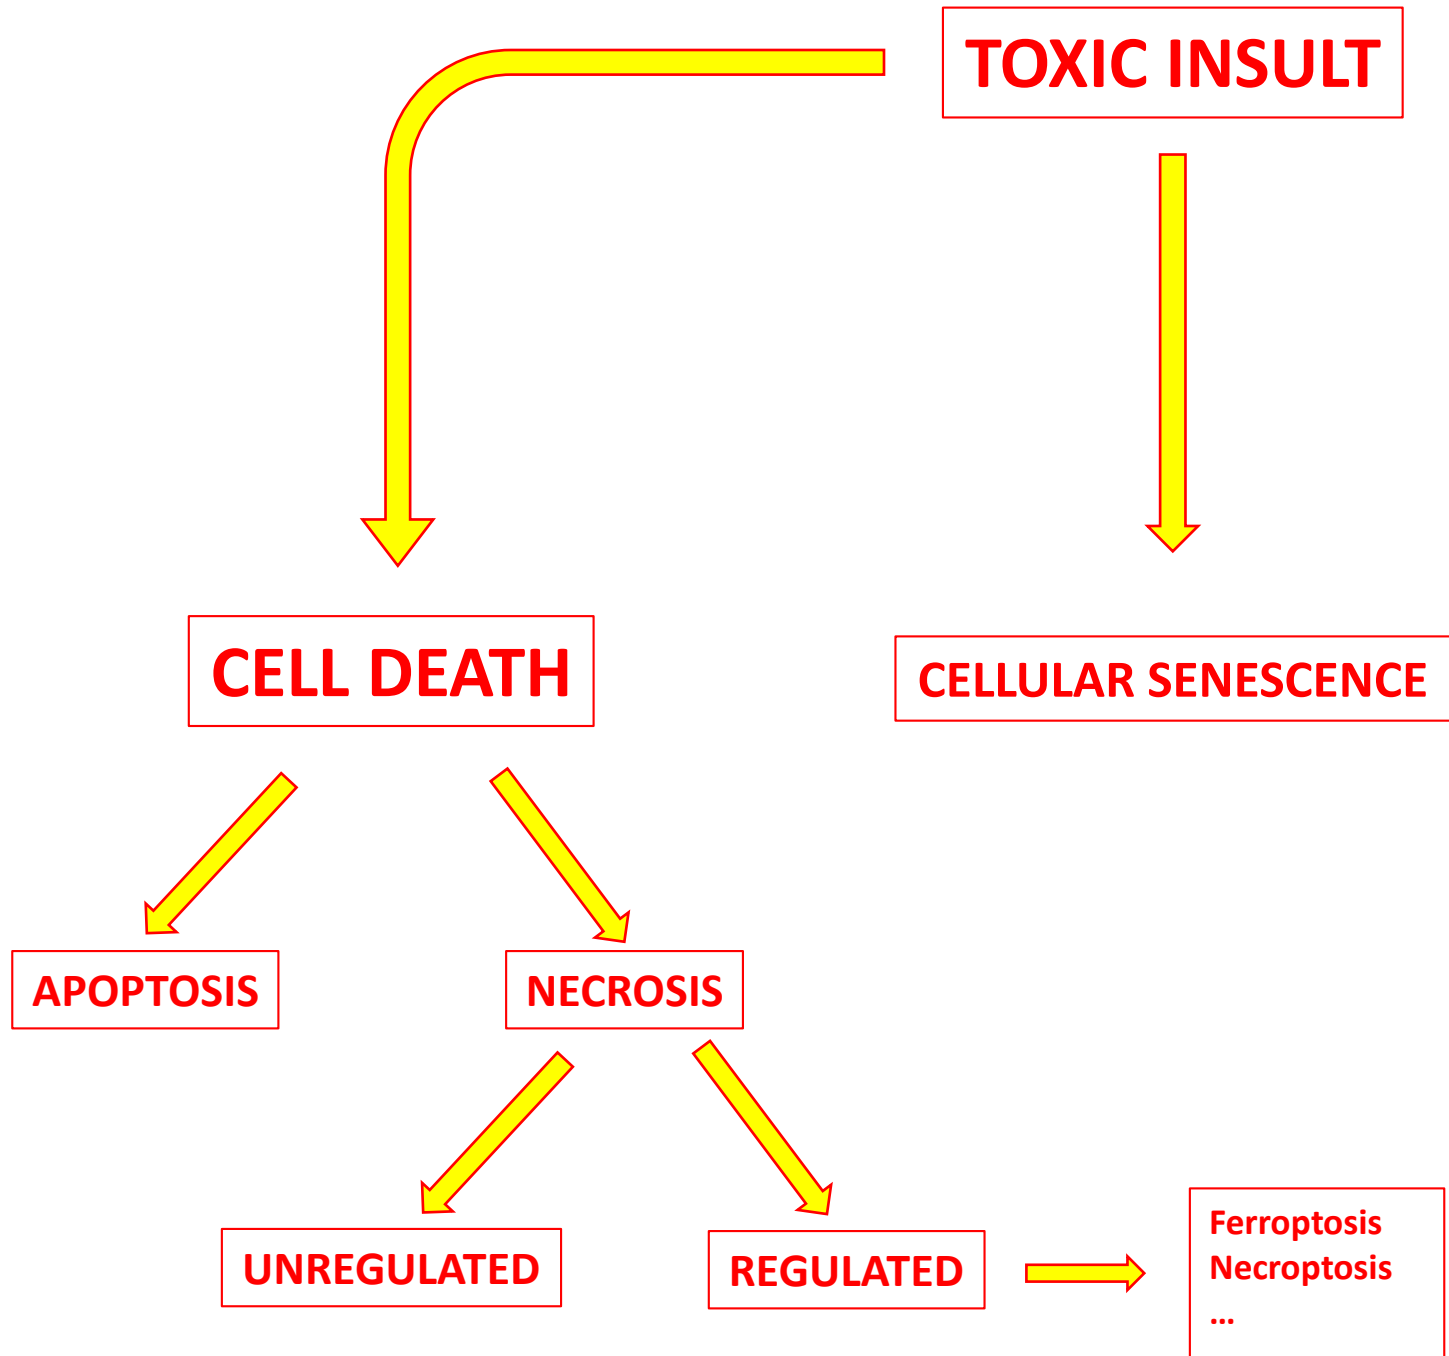 TOXIC INSULT
CELL DEATH
CELLULAR SENESCENCE
APOPTOSIS
NECROSIS
UNREGULATED
REGULATED
Ferroptosis
Necroptosis
...